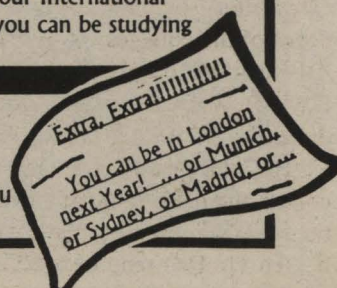 our International
you can be studying
Extra, Extra!!!!!!!!!!!!
You can be in London
next Year! ... or Munich,
or Sydney, or Madrid, or...